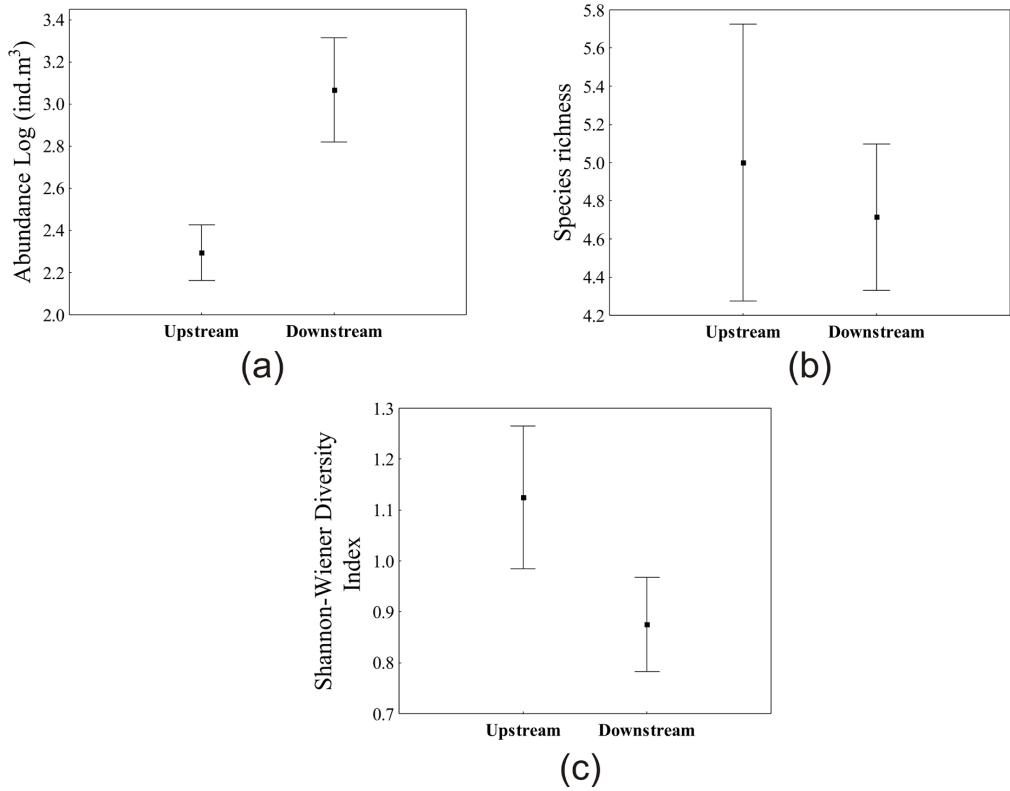 Abundance Log (ind.m³)
3.4
3.2
3.0
2.8
2.6
2.4
2.2
2.0
Upstream Downstream
(a)
Species richness
5.8
5.6
5.4
5.2
5.0
4.8
4.6
4.4
4.2
Upstream Downstream
(b)
Shannon-Wiener Diversity
Index
1.3
1.2
1.1
1.0
0.9
0.8
0.7
Upstream Downstream
(c)